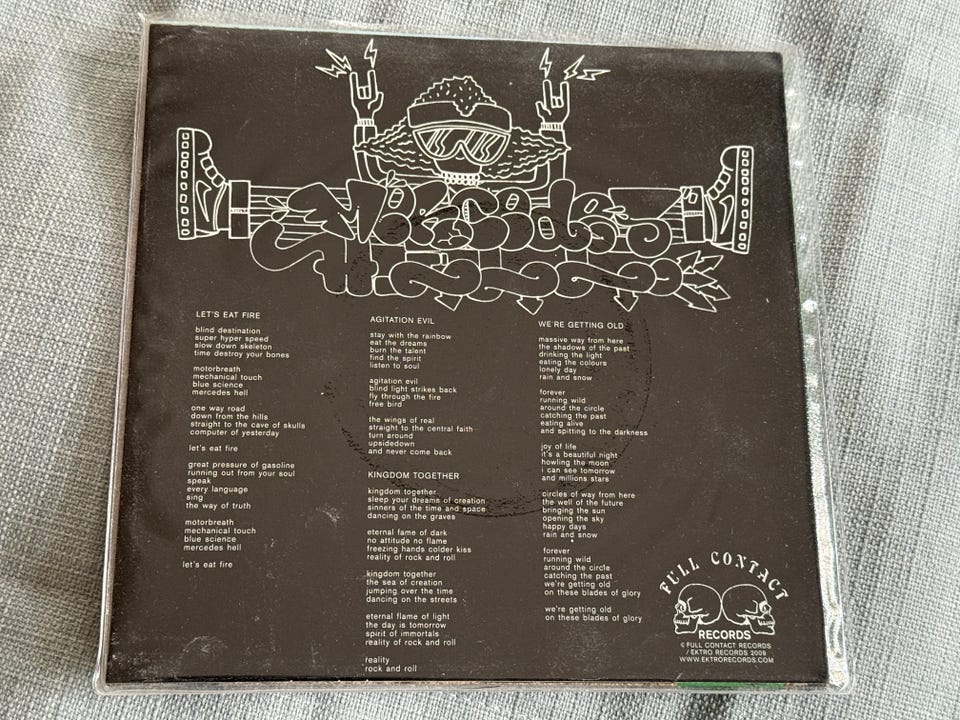 LET'S EAT FIRE
blind destination
super hyper speed
slow down skeleton
time destroy your bones
motorbreath
mechanical touch
blue science
mercedes hell
one way road
down from the hills
straight to the cave of skulls
computer of yesterday
let's eat fire
great pressure of gasoline
running out from your soul
speak
every language
sing
the way of truth
motorbreath
mechanical touch
blue science
mercedes hell
let's eat fire
AGITATION EVIL
stay with the rainbow
eat the dreams
burn the talent
find the spirit
listen to soul
agitation evil
blind light strikes back
fly through the fire
free bird
the wings of real
straight to the central faith
turn around
upsidedown
and never come back
KINGDOM TOGETHER
kingdom together
sleep your dreams of creation
sinners of the time and space
dancing on the graves
eternal fame of dark
no attitude no flame
freezing hands colder kiss
reality of rock and roll
kingdom together
the sea of creation
jumping over the time
dancing on the streets
eternal flame of light
the day is tomorrow
spirit of immortals
reality of rock and roll
reality
rock and roll
WE'RE GETTING OLD
massive way from here
the shadows of the past
drinking the light
eating the colours
lonely day
rain and snow
forever
running wild
around the circle
catching the past
eating alive
and spitting to the darkness
joy of life
it's a beautiful night
howling the moon
i can see tomorrow
and millions stars
circles of way from here
the well of the future
bringing the sun
opening the sky
happy days
rain and snow
forever
running wild
around the circle
catching the past
we're getting old
on these blades of glory
we're getting old
on these blades of glory
FULL CONTACT
RECORDS
© FULL CONTACT RECORDS
/ EKTRO RECORDS 2009
WWW.EKTRORECORDS.COM